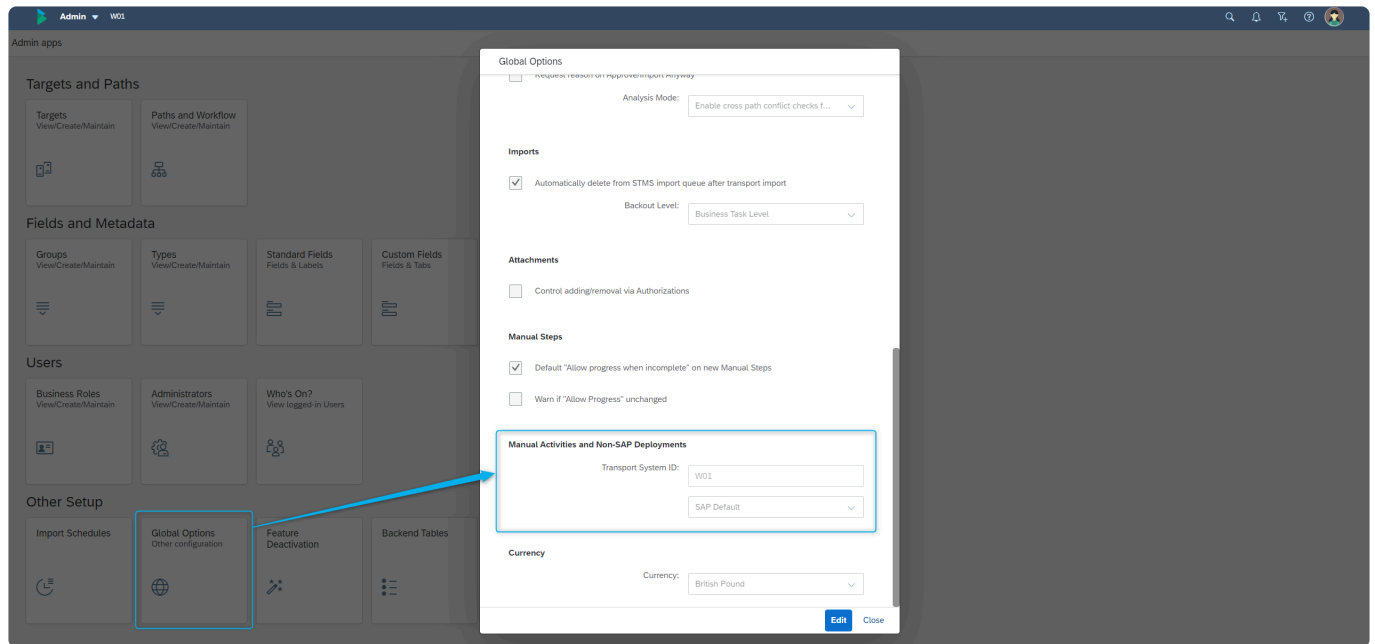 Admin W01
Admin apps
Targets and Paths
Targets
View/Create/Maintain
Paths and Workflow
View/Create/Maintain
Fields and Metadata
Groups
View/Create/Maintain
Types
View/Create/Maintain
Standard Fields
Fields & Labels
Custom Fields
Fields & Tabs
Users
Business Roles
View/Create/Maintain
Administrators
View/Create/Maintain
Who's On?
View logged-in Users
Other Setup
Import Schedules
Global Options
Other configuration
Feature
Deactivation
Backend Tables
Global Options
Request reason on Approve/Import Anyway
Analysis Mode: Enable cross path conflict checks f...
Imports
Automatically delete from STMS import queue after transport import
Backout Level: Business Task Level
Attachments
Control adding/removal via Authorizations
Manual Steps
Default "Allow progress when incomplete" on new Manual Steps
Warn if "Allow Progress" unchanged
Manual Activities and Non-SAP Deployments
Transport System ID: W01
SAP Default
Currency
Currency: British Pound
Edit Close